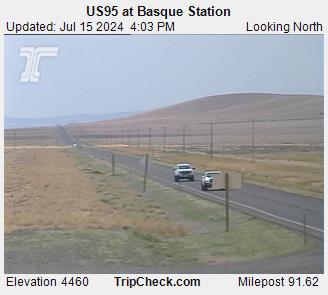 US95 at Basque Station
Updated: Jul 15 2024 4:03 PM Looking North
Elevation 4460 TripCheck.com Milepost 91.62